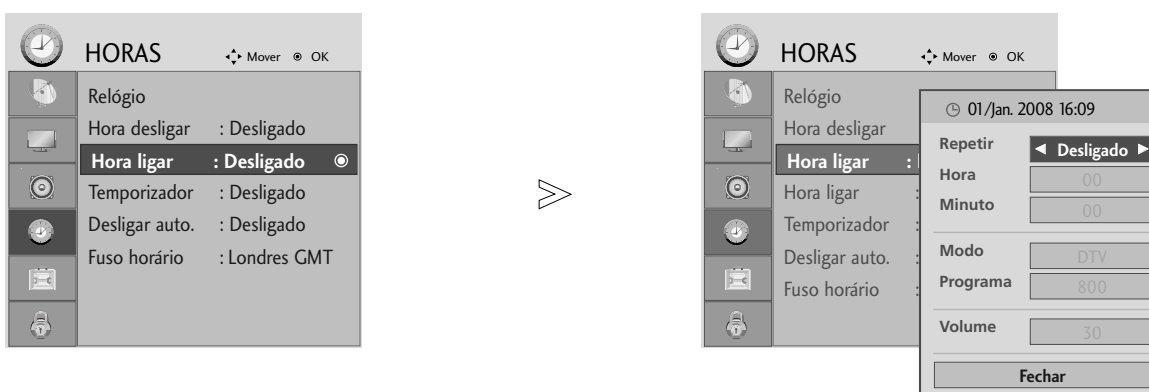 HORAS Mover OK
Relógio
Hora desligar : Desligado
Hora ligar : Desligado
Temporizador : Desligado
Desligar auto. : Desligado
Fuso horário : Londres GMT
HORAS Mover OK
Relógio
Hora desligar
Hora ligar :
Hora ligar :
Temporizador :
Desligar auto. :
Fuso horário :
01/Jan. 2008 16:09
Repetir ◀ Desligado ▶
Hora 00
Minuto 00
Modo DTV
Programa 800
Volume 30
Fechar